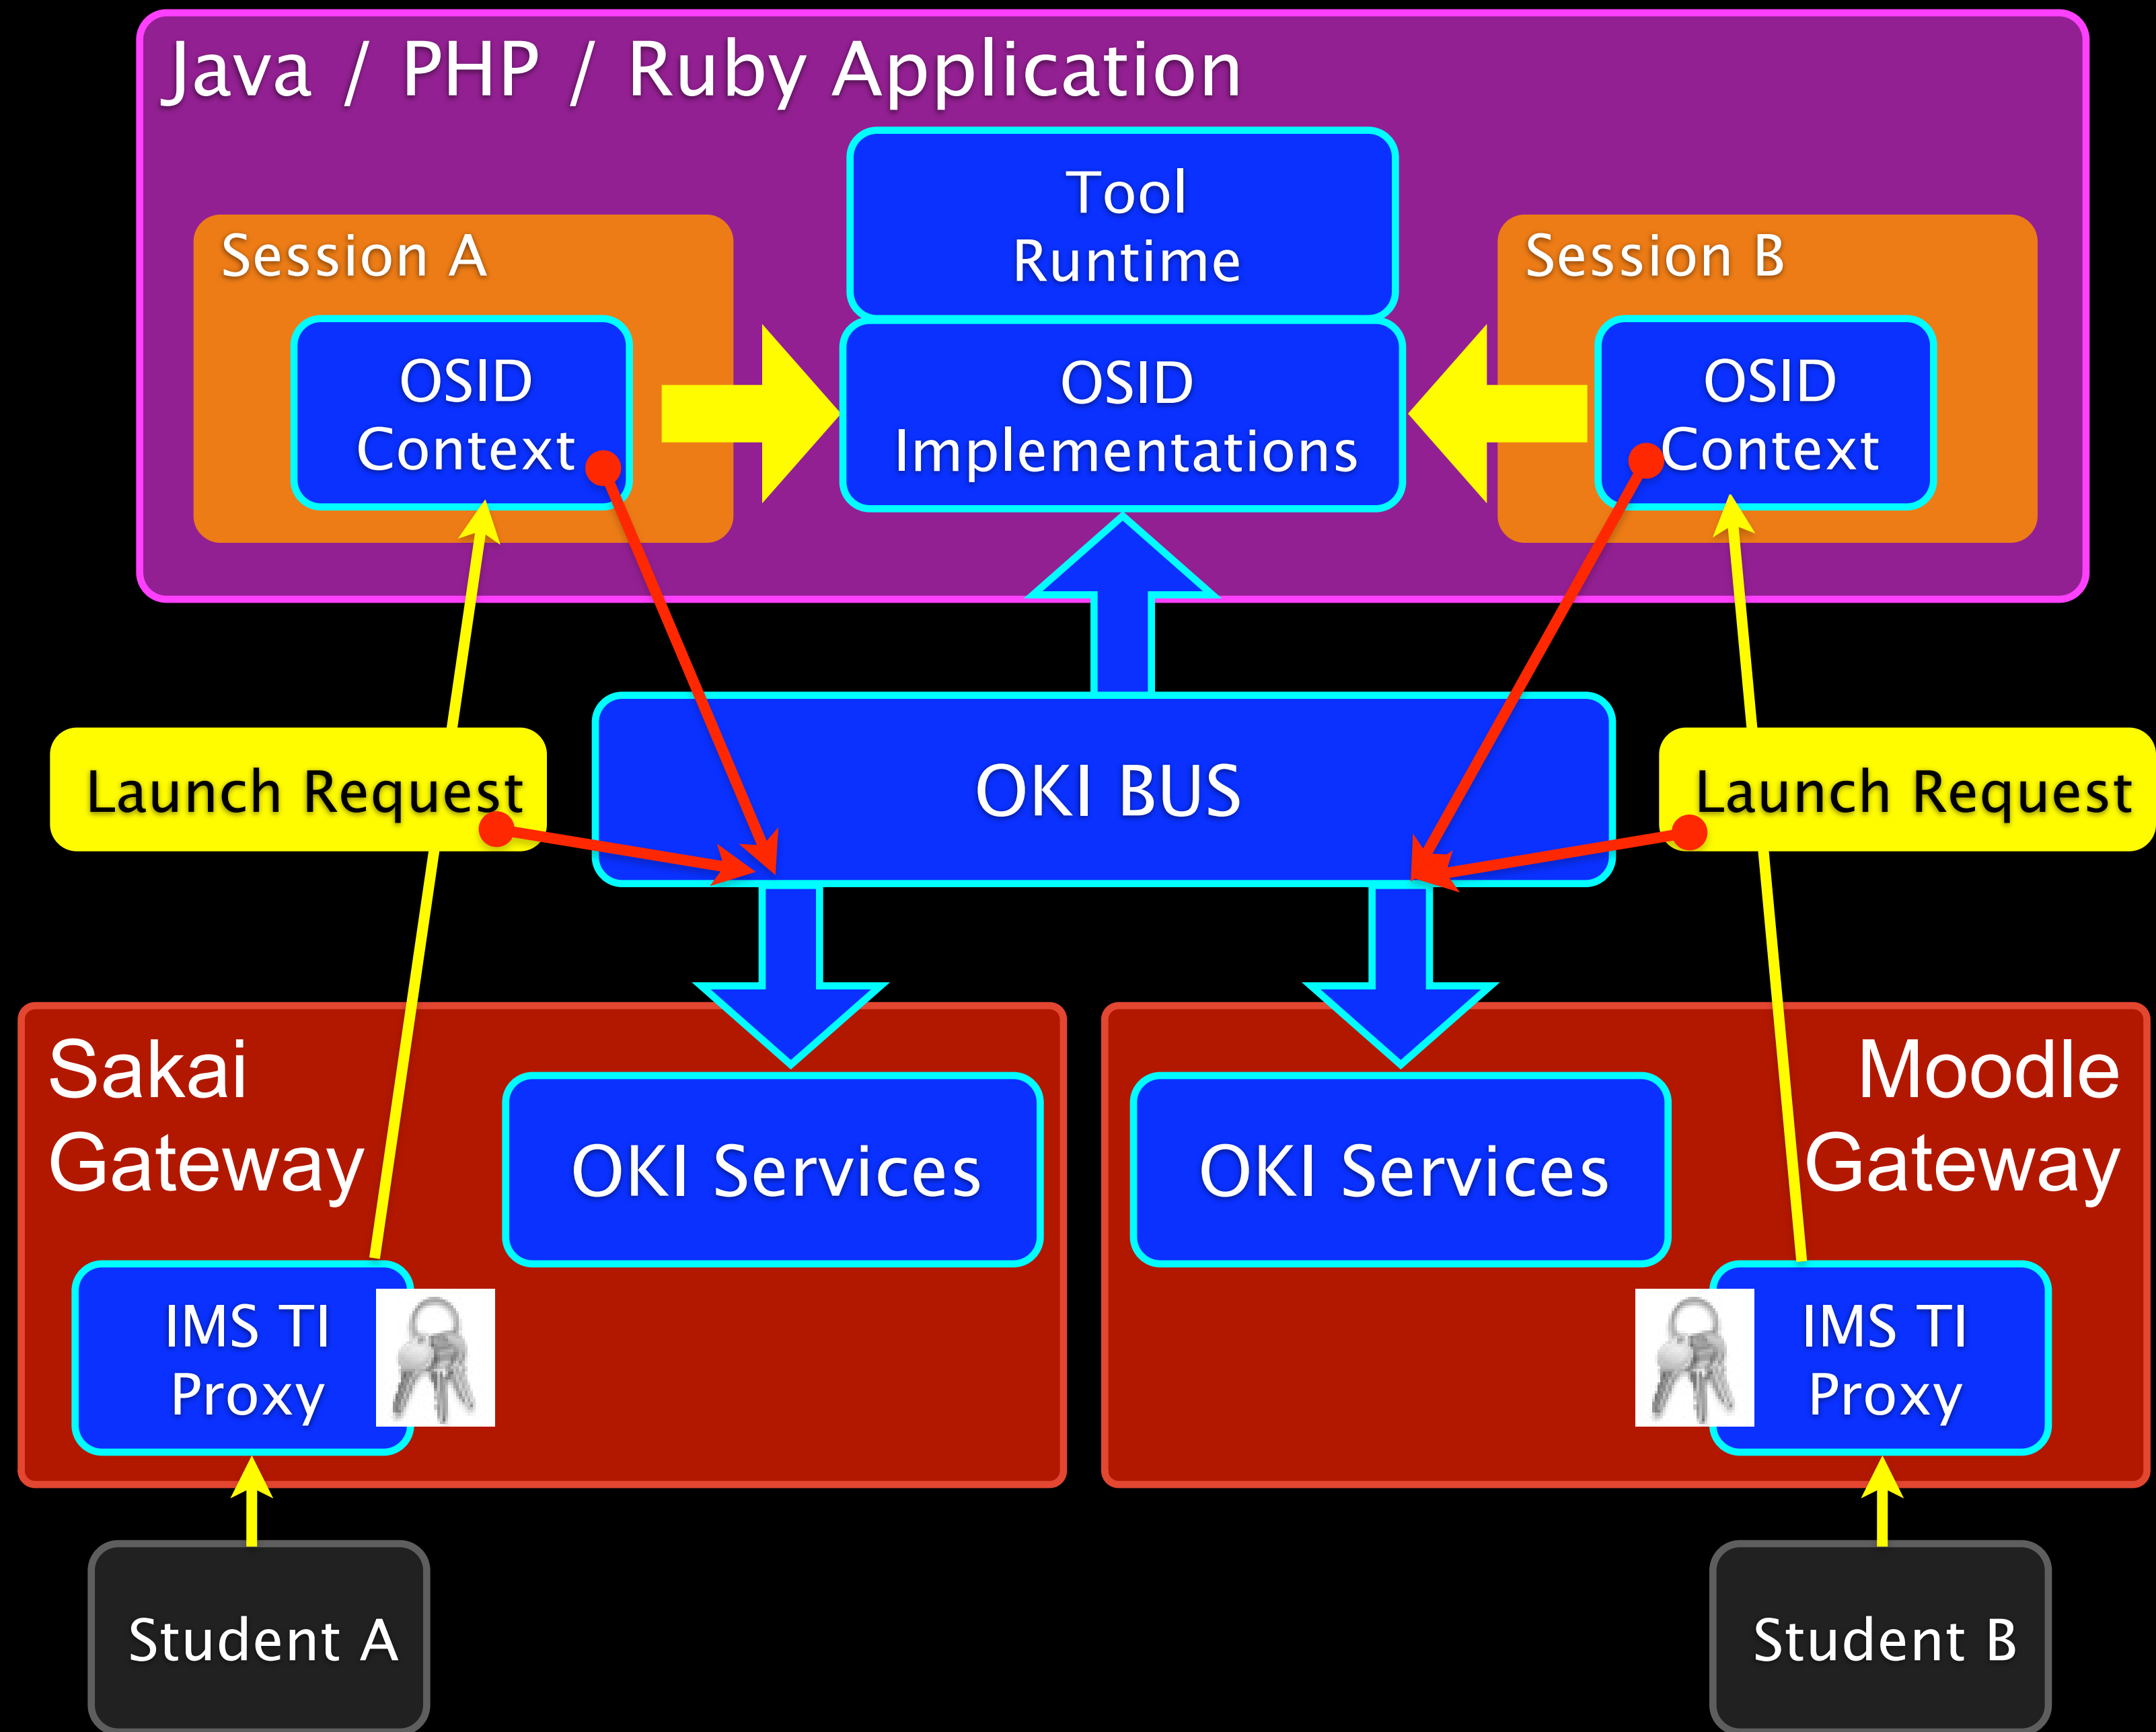 Java / PHP / Ruby Application
Tool
Runtime
Session A
Session B
OSID
Context
OSID
Implementations
OSID
Context
Launch Request
OKI BUS
Launch Request
Sakai
Gateway
OKI Services
OKI Services
Moodle
Gateway
IMS TI
Proxy
IMS TI
Proxy
Student A
Student B